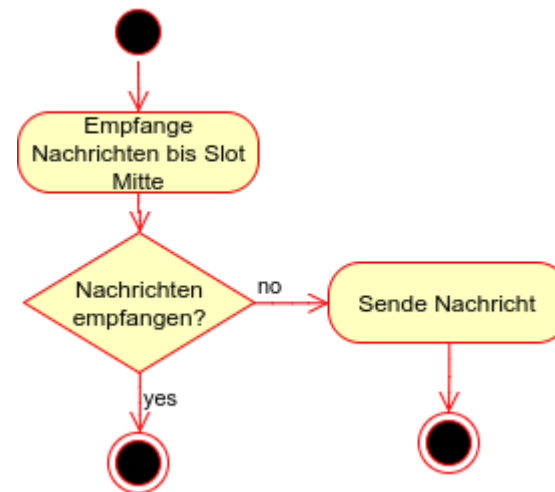 Empfange
Nachrichten bis Slot
Mitte
Nachrichten
empfangen?
no
Sende Nachricht
yes